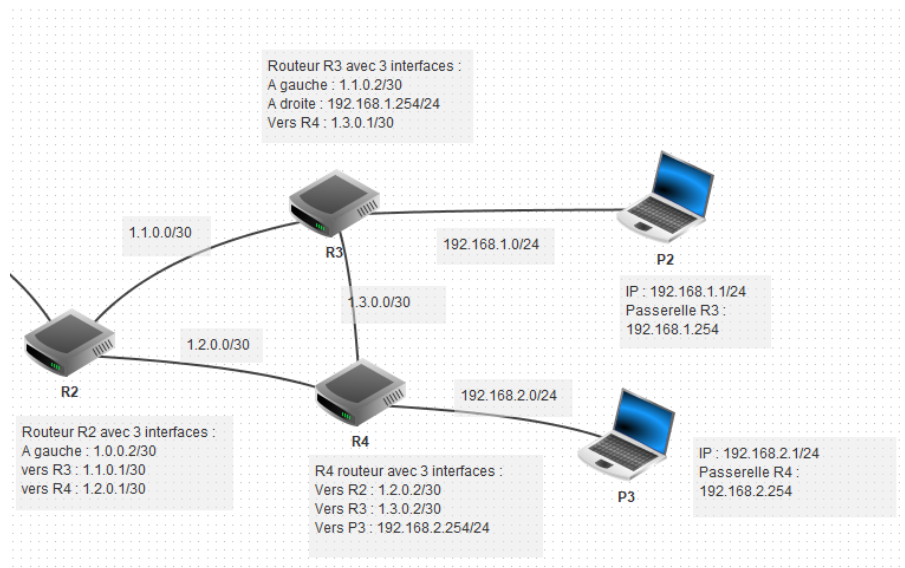 Routeur R3 avec 3 interfaces :
A gauche : 1.1.0.2/30
A droite : 192.168.1.254/24
Vers R4 : 1.3.0.1/30
1.1.0.0/30
R3
192.168.1.0/24
P2
IP : 192.168.1.1/24
Passerelle R3 :
192.168.1.254
1.3.0.0/30
1.2.0.0/30
R2
Routeur R2 avec 3 interfaces :
A gauche : 1.0.0.2/30
vers R3 : 1.1.0.1/30
vers R4 : 1.2.0.1/30
192.168.2.0/24
R4
R4 routeur avec 3 interfaces :
Vers R2 : 1.2.0.2/30
Vers R3 : 1.3.0.2/30
Vers P3 : 192.168.2.254/24
P3
IP : 192.168.2.1/24
Passerelle R4 :
192.168.2.254